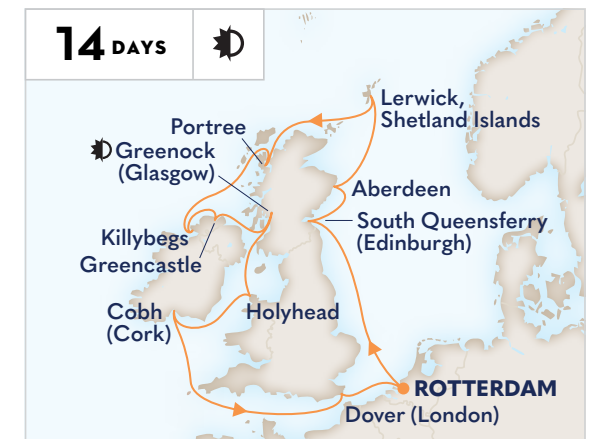 14 DAYS
Lerwick,
Shetland Islands
Portree
Greenock
(Glasgow)
Aberdeen
South Queensferry
(Edinburgh)
Killybegs
Greencastle
Cobh
(Cork)
Holyhead
ROTTERDAM
Dover (London)